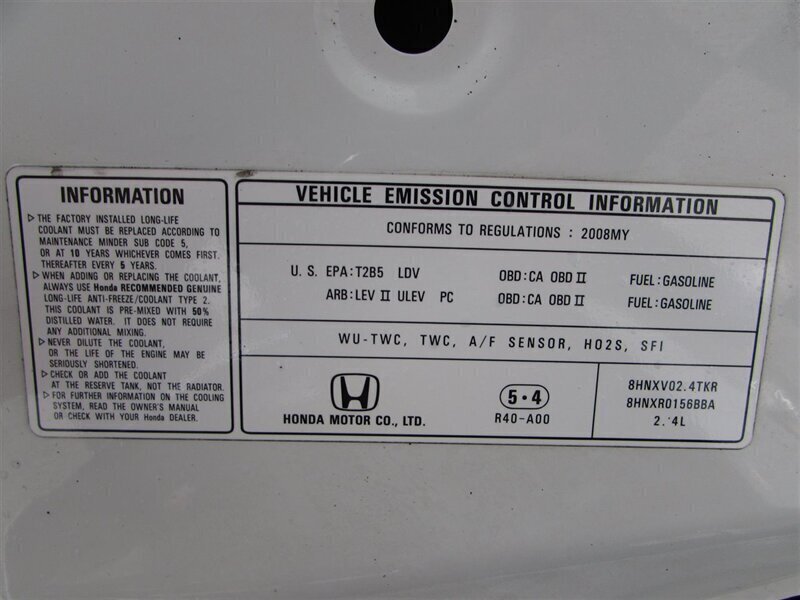 INFORMATION
▷ THE FACTORY INSTALLED LONG-LIFE
COOLANT MUST BE REPLACED ACCORDING TO
MAINTENANCE MINDER SUB CODE 5,
OR AT 10 YEARS WHICHEVER COMES FIRST.
THEREAFTER EVERY 5 YEARS.
▷ WHEN ADDING OR REPLACING THE COOLANT,
ALWAYS USE Honda RECOMMENDED GENUINE
LONG-LIFE ANTI-FREEZE/COOLANT TYPE 2.
THIS COOLANT IS PRE-MIXED WITH 50%
DISTILLED WATER. IT DOES NOT REQUIRE
ANY ADDITIONAL MIXING.
▷ NEVER DILUTE THE COOLANT,
OR THE LIFE OF THE ENGINE MAY BE
SERIOUSLY SHORTENED.
▷ CHECK OR ADD THE COOLANT
AT THE RESERVE TANK, NOT THE RADIATOR.
▷ FOR FURTHER INFORMATION ON THE COOLING
SYSTEM, READ THE OWNER'S MANUAL
OR CHECK WITH YOUR Honda DEALER.
VEHICLE EMISSION CONTROL INFORMATION
CONFORMS TO REGULATIONS : 2008MY
U. S. EPA:T2B5 LDV OBD:CA OBD II FUEL:GASOLINE
ARB:LEV II ULEV PC OBD:CA OBD II FUEL:GASOLINE
WU-TWC, TWC, A/F SENSOR, HO2S, SFI
HONDA MOTOR CO., LTD.
5・4
R40-A00
8HNXV02.4TKR
8HNXR0156BBA
2.4L